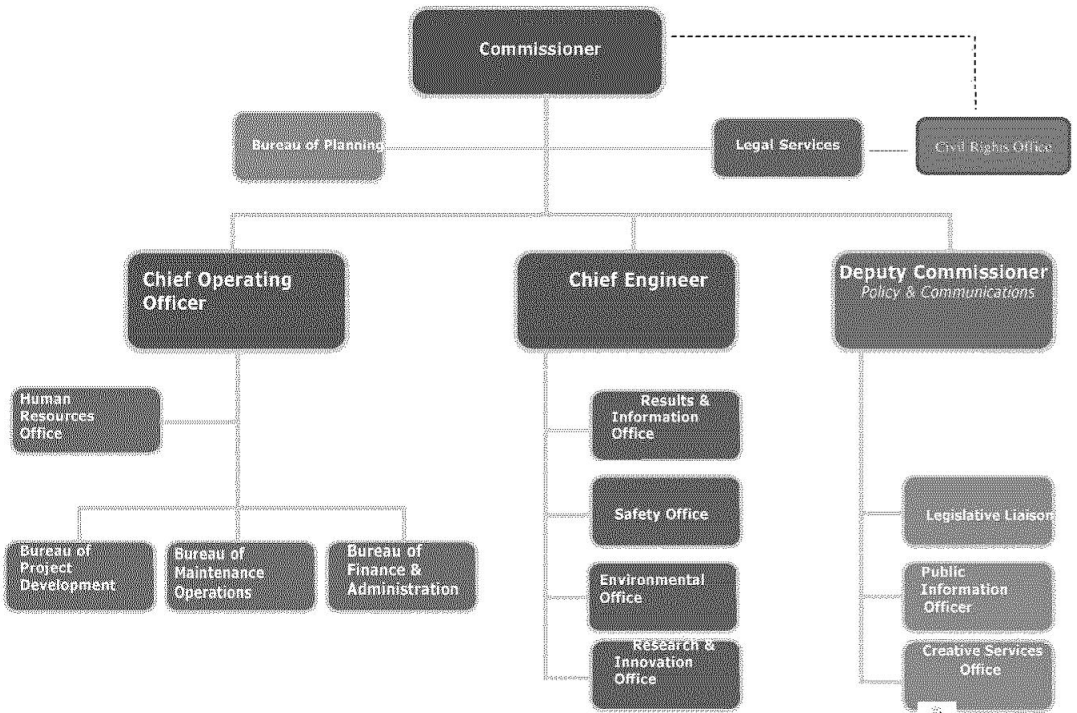 Commissioner
Bureau of Planning
Legal Services
Civil Rights Office
Chief Operating
Officer
Chief Engineer
Deputy Commissioner
Policy & Communications
Human
Resources
Office
Results &
Information
Office
Safety Office
Environmental
Office
Research &
Innovation
Office
Legislative Liaison
Public
Information
Officer
Creative Services
Office
Bureau of
Project
Development
Bureau of
Maintenance
Operations
Bureau of
Finance &
Administration